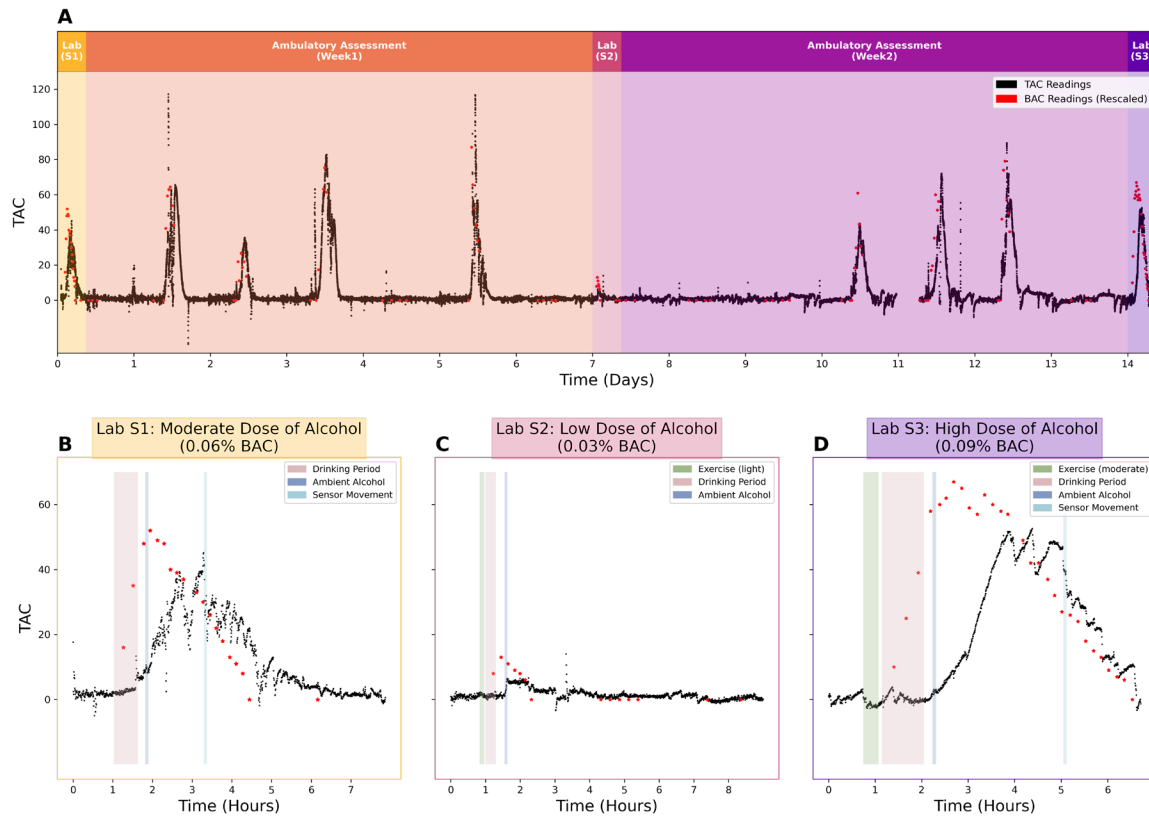 A
Lab
(S1)
Ambulatory Assessment
(Week1)
Lab
(S2)
Ambulatory Assessment
(Week2)
Lab
(S3)
TAC Readings
BAC Readings (Rescaled)
120
100
80
60
40
20
0
TAC
0 1 2 3 4 5 6 7 8 9 10 11 12 13 14
Time (Days)
B
Lab S1: Moderate Dose of Alcohol
(0.06% BAC)
Drinking Period
Ambient Alcohol
Sensor Movement
60
40
20
0
TAC
0 1 2 3 4 5 6 7
Time (Hours)
C
Lab S2: Low Dose of Alcohol
(0.03% BAC)
Exercise (light)
Drinking Period
Ambient Alcohol
0 1 2 3 4 5 6 7 8
Time (Hours)
D
Lab S3: High Dose of Alcohol
(0.09% BAC)
Exercise (moderate)
Drinking Period
Ambient Alcohol
Sensor Movement
60
40
20
0
TAC
0 1 2 3 4 5 6
Time (Hours)